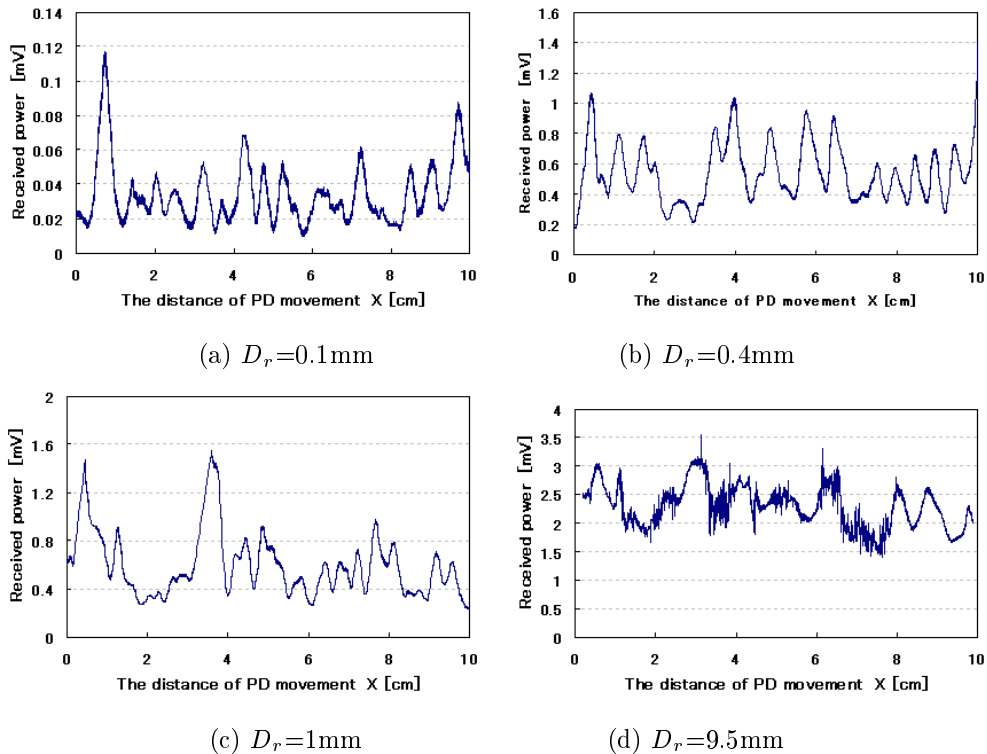 0.14
0.12
0.1
0.08
0.06
0.04
0.02
0
0 2 4 6 8 10
Received power [mV]
The distance of PD movement X [cm]
(a) D_r=0.1mm
1.6
1.4
1.2
1
0.8
0.6
0.4
0.2
0
0 2 4 6 8 10
Received power [mV]
The distance of PD movement X [cm]
(b) D_r=0.4mm
2
1.6
1.2
0.8
0.4
0
0 2 4 6 8 10
Received power [mV]
The distance of PD movement X [cm]
(c) D_r=1mm
4
3.5
3
2.5
2
1.5
1
0.5
0
0 2 4 6 8 10
Received power [mV]
The distance of PD movement X [cm]
(d) D_r=9.5mm